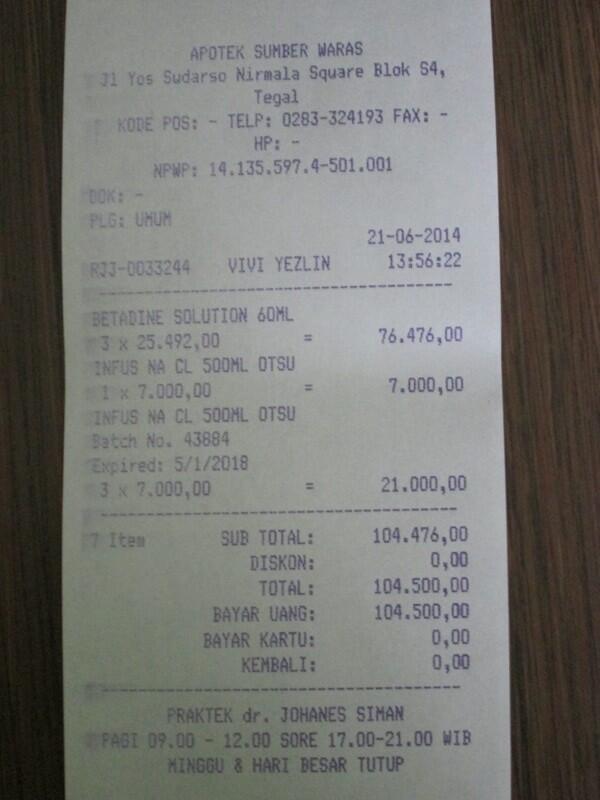 APOTEK SUMBER WARAS
Jl Yos Sudarso Nirmala Square Blok S4,
Tegal
KODE POS: - TELP: 0283-324193 FAX: -
HP: -
NPWP: 14.135.597.4-501.001
DOK: -
PLG: UMUM
21-06-2014
RJJ-0033244 VIVI YEZLIN 13:56:22
BETADINE SOLUTION 60ML
3 x 25.492,00 = 76.476,00
INFUS NA CL 500ML OTSU
1 x 7.000,00 = 7.000,00
INFUS NA CL 500ML OTSU
Batch No. 43884
Expired: 5/1/2018
3 x 7.000,00 = 21.000,00
7 Item SUB TOTAL: 104.476,00
DISKON: 0,00
TOTAL: 104.500,00
BAYAR UANG: 104.500,00
BAYAR KARTU: 0,00
KEMBALI: 0,00
PRAKTEK dr. JOHANES SIMAN
PAGI 09.00 - 12.00 SORE 17.00-21.00 WIB
MINGGU & HARI BESAR TUTUP